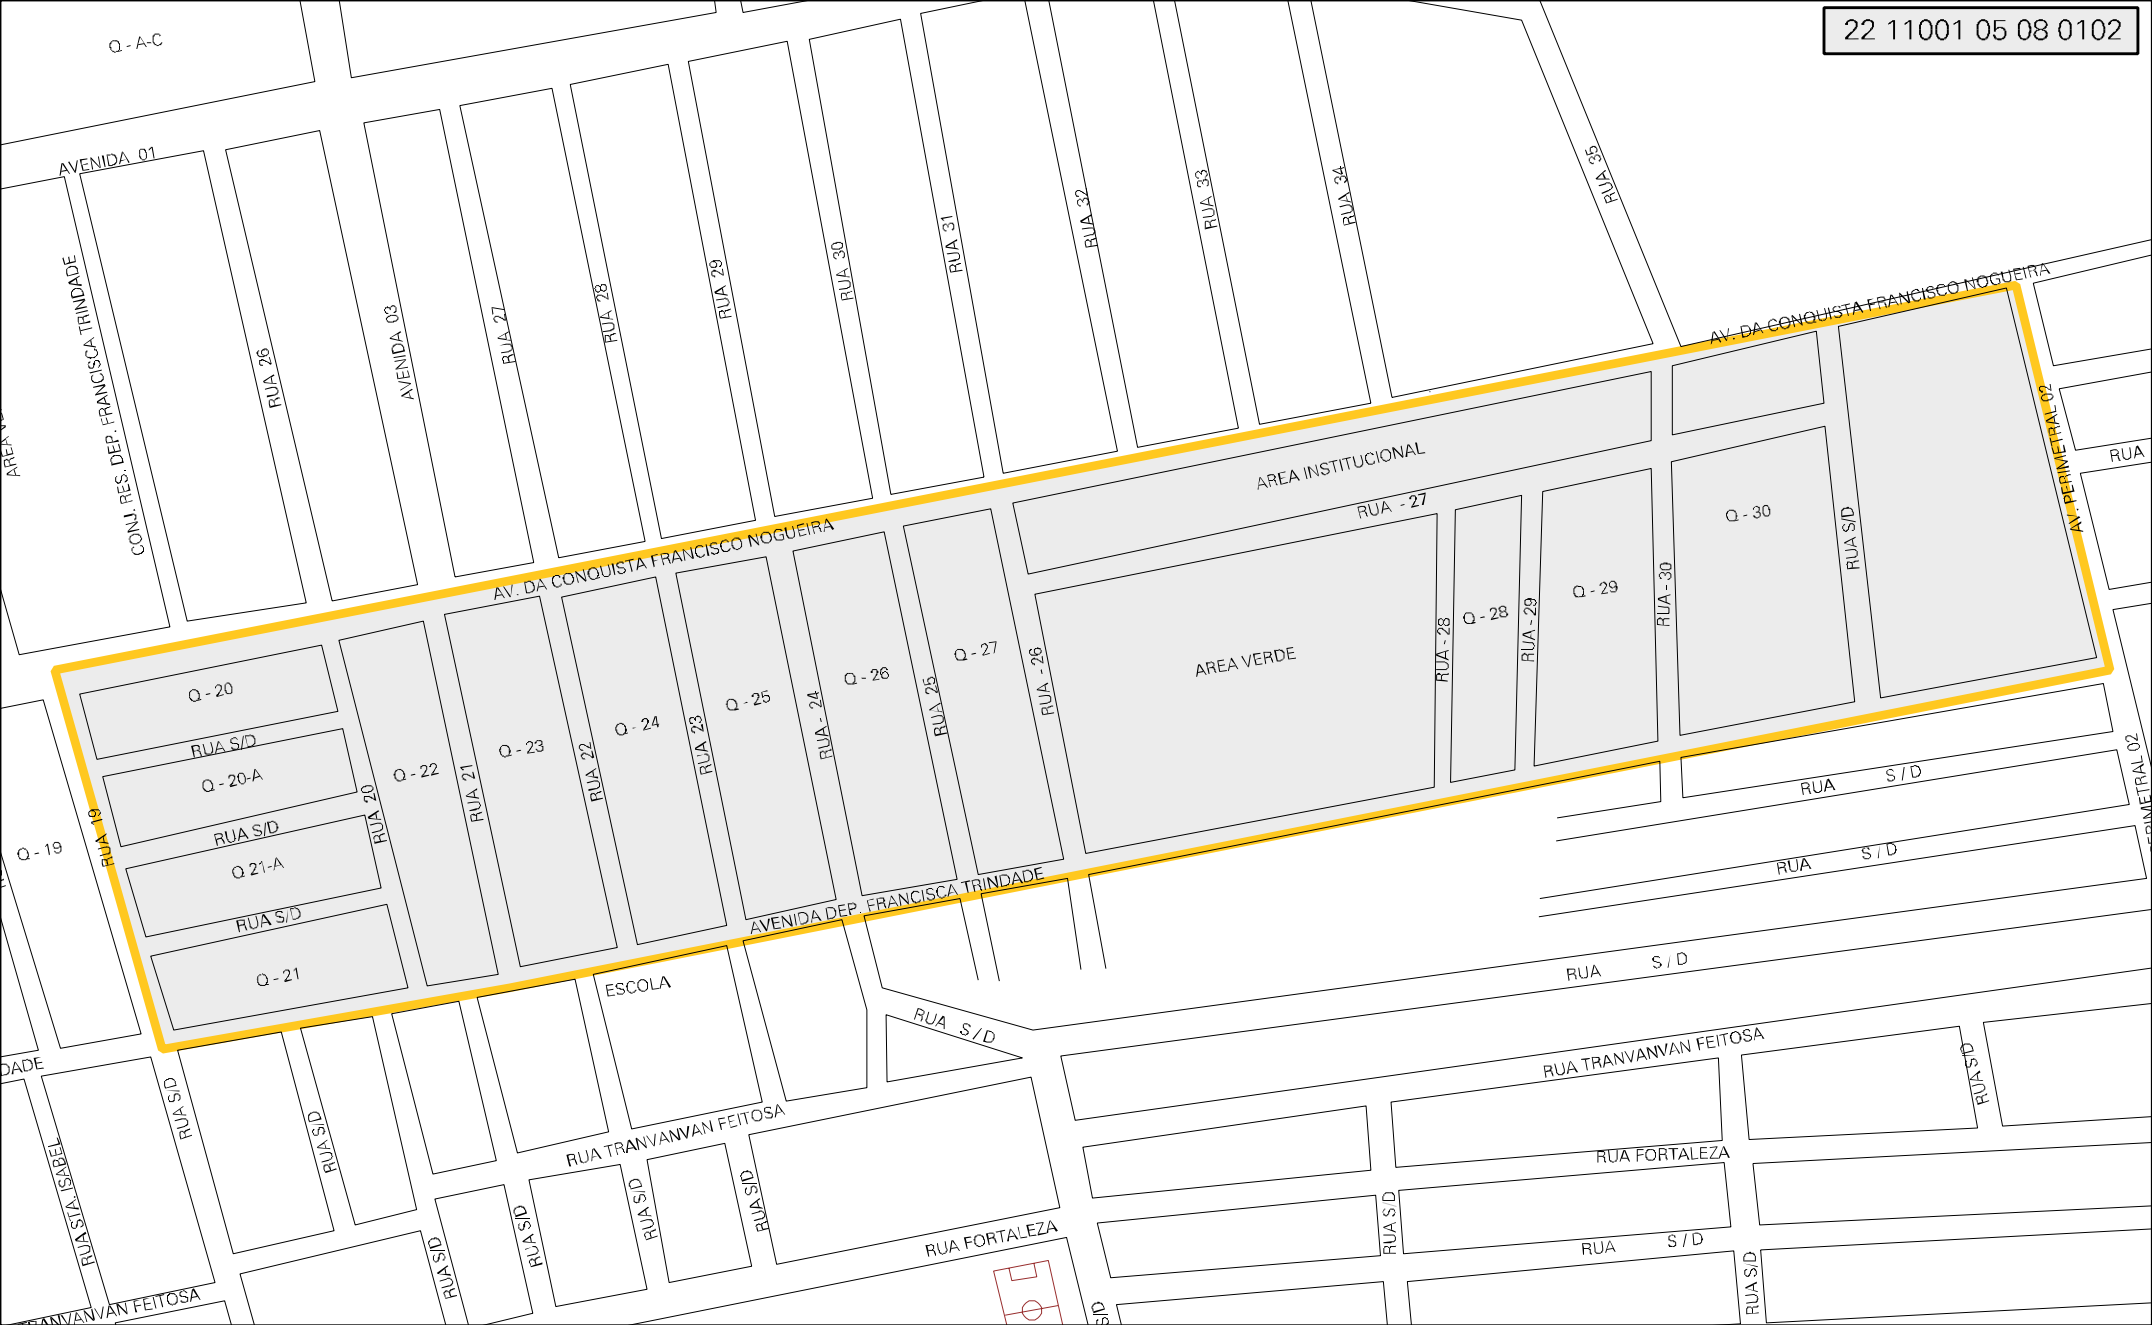 22 11001 05 08 0102
Q - A-C
AVENIDA 01
CONJ. RES. DEP. FRANCISCA TRINDADE
RUA 26
AVENIDA 03
RUA 27
RUA 28
RUA 29
RUA 30
RUA 31
RUA 32
RUA 33
RUA 34
RUA 35
AV. DA CONQUISTA FRANCISCO NOGUEIRA
AV. PERIMETRAL 02
RUA
AREA INSTITUCIONAL
RUA - 27
AV. DA CONQUISTA FRANCISCO NOGUEIRA
Q - 20
RUA S/D
Q - 20-A
RUA S/D
Q 21-A
RUA S/D
Q - 21
Q - 19
RUA 19
RUA 20
Q - 22
RUA 21
Q - 23
RUA 22
Q - 24
RUA 23
Q - 25
RUA - 24
Q - 26
RUA 25
Q - 27
RUA - 26
AREA VERDE
RUA - 28
Q - 28
RUA - 29
Q - 29
RUA - 30
Q - 30
RUA S/D
AVENIDA DEP. FRANCISCA TRINDADE
ESCOLA
RUA S / D
RUA S / D
RUA S / D
RUA S / D
RUA TRANVANVAN FEITOSA
RUA TRANVANVAN FEITOSA
RUA S/D
RUA S/D
RUA S/D
RUA STA. ISABEL
RUA S/D
RUA S/D
RUA S/D
RUA S/D
RUA FORTALEZA
RUA FORTALEZA
RUA S/D
RUA S / D
RUA S/D
S/D
TRANVANVAN FEITOSA
DADE